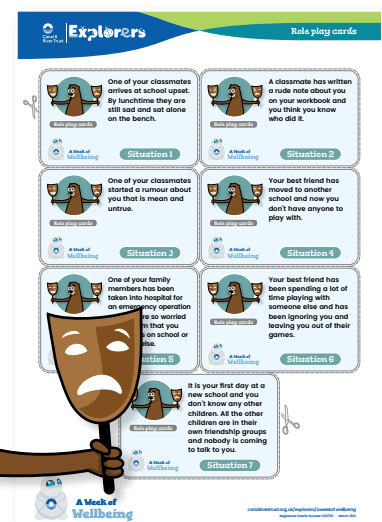 Canal &
River Trust
Explorers
Role play cards
One of your classmates
arrives at school upset.
By lunchtime they are
still sad and sat alone
on the bench.
Role play cards
A Week of
Wellbeing
Situation 1
A classmate has written
a rude note about you
on your workbook and
you think you know
who did it.
Role play cards
A Week of
Wellbeing
Situation 2
One of your classmates
started a rumour about
you that is mean and
untrue.
Role play cards
A Week of
Wellbeing
Situation 3
Your best friend has
moved to another
school and now you
don't have anyone to
play with.
Role play cards
A Week of
Wellbeing
Situation 4
One of your family
members has been
taken into hospital for
an emergency operation
so worried
that you
on school or
else.
5
Your best friend has
been spending a lot of
time playing with
someone else and has
been ignoring you and
leaving you out of their
games.
Role play cards
A Week of
Wellbeing
Situation 6
It is your first day at a
new school and you
don't know any other
children. All the other
children are in their
own friendship groups
and nobody is coming
to talk to you.
Role play cards
A Week of
Wellbeing
Situation 7
A Week of
Wellbeing
canalrivertrust.org.uk/explorers/aweekofwellbeing